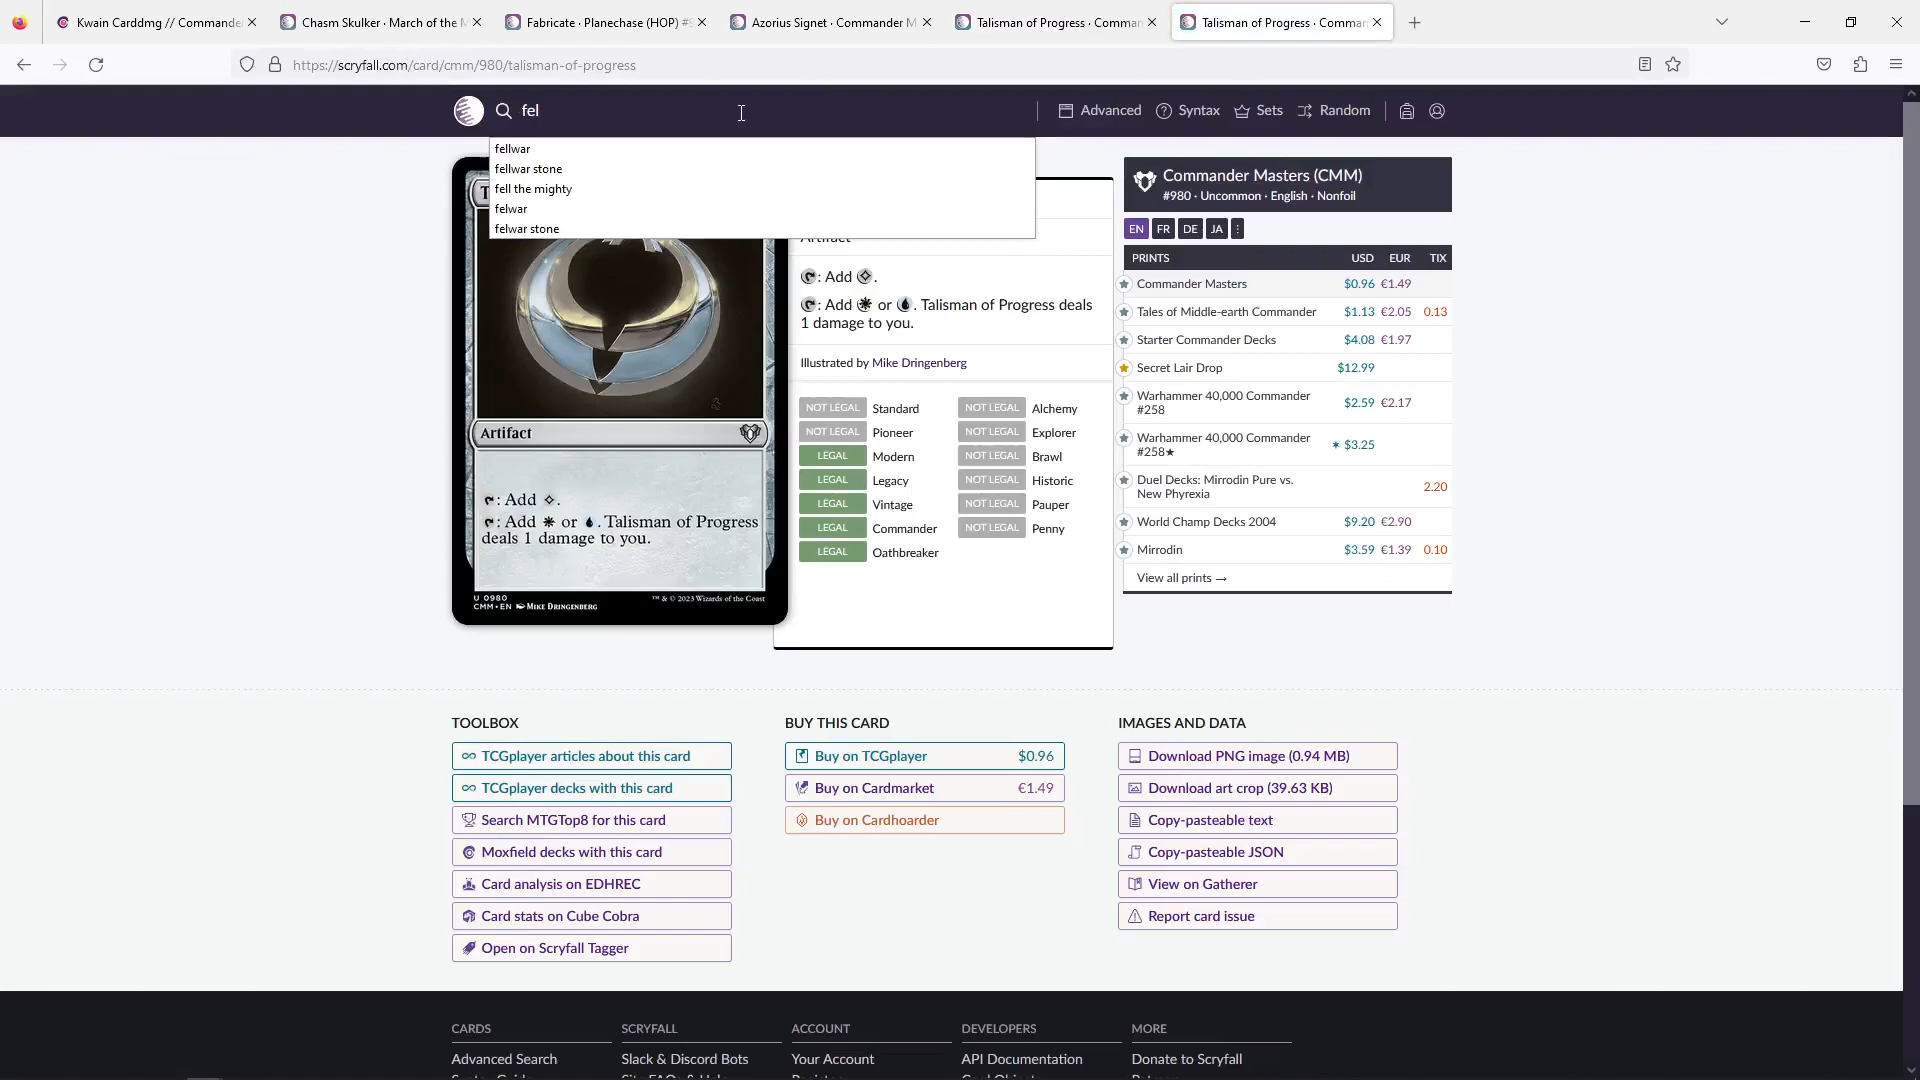 Kwain Carddmg // Commander
Chasm Skulker · March of the M
Fabricate · Planechase (HOP) #9
Azorius Signet · Commander M
Talisman of Progress · Comman
Talisman of Progress · Comman
https://scryfall.com/card/cmm/980/talisman-of-progress
fel
Advanced
Syntax
Sets
Random
fellwar
fellwar stone
fell the mighty
felwar
felwar stone
T
Artifact
: Add .
: Add or . Talisman of Progress deals 1 damage to you.
U 0980
CMM • EN MIKE DRINGENBERG
™ & © 2023 Wizards of the Coast
Artifact
: Add .
: Add or . Talisman of Progress deals
1 damage to you.
Illustrated by Mike Dringenberg
NOT LEGAL Standard NOT LEGAL Alchemy
NOT LEGAL Pioneer NOT LEGAL Explorer
LEGAL Modern NOT LEGAL Brawl
LEGAL Legacy NOT LEGAL Historic
LEGAL Vintage NOT LEGAL Pauper
LEGAL Commander NOT LEGAL Penny
LEGAL Oathbreaker
Commander Masters (CMM)
#980 · Uncommon · English · Nonfoil
EN FR DE JA
PRINTS USD EUR TIX
Commander Masters $0.96 €1.49
Tales of Middle-earth Commander $1.13 €2.05 0.13
Starter Commander Decks $4.08 €1.97
Secret Lair Drop $12.99
Warhammer 40,000 Commander
#258 $2.59 €2.17
Warhammer 40,000 Commander
#258★ ✶ $3.25
Duel Decks: Mirrodin Pure vs.
New Phyrexia 2.20
World Champ Decks 2004 $9.20 €2.90
Mirrodin $3.59 €1.39 0.10
View all prints →
TOOLBOX
TCGplayer articles about this card
TCGplayer decks with this card
Search MTGTop8 for this card
Moxfield decks with this card
Card analysis on EDHREC
Card stats on Cube Cobra
Open on Scryfall Tagger
BUY THIS CARD
Buy on TCGplayer $0.96
Buy on Cardmarket €1.49
Buy on Cardhoarder
IMAGES AND DATA
Download PNG image (0.94 MB)
Download art crop (39.63 KB)
Copy-pasteable text
Copy-pasteable JSON
View on Gatherer
Report card issue
CARDS
Advanced Search
SCRYFALL
Slack & Discord Bots
ACCOUNT
Your Account
DEVELOPERS
API Documentation
MORE
Donate to Scryfall